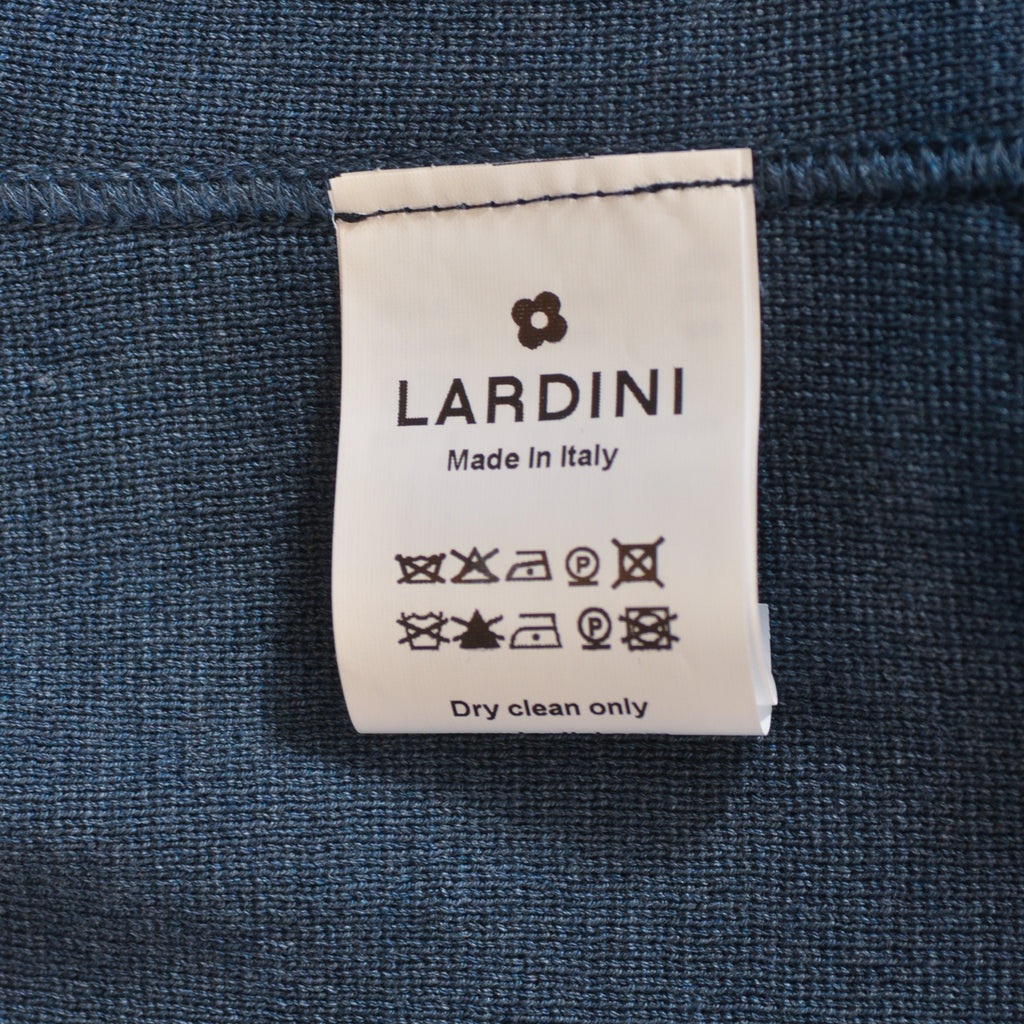 LARDINI
Made In Italy
P
P
Dry clean only